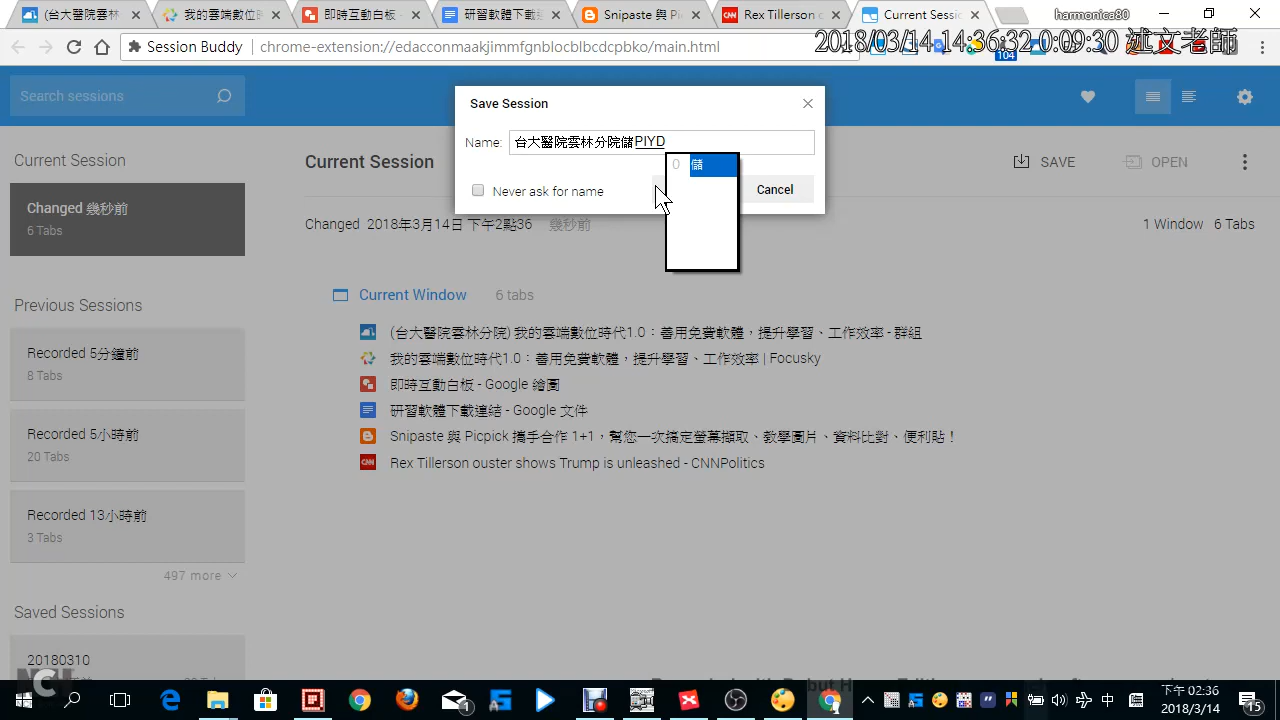 (台大醫院雲林
我的雲端數位時
即時互動白板 -
研習軟體下載連
Snipaste 與 Pi
Rex Tillerson o
Current Sessi
harmonica80
Session Buddy
chrome-extension://edacconmaakjimmfgnblocblbcdcpbko/main.html
2018/03/14 14:36:32 0:09:30 述文老師
104
Search sessions
Save Session
Name: 台大醫院雲林分院儲PIYD
0 儲
Never ask for name
Cancel
Current Session
Changed 幾秒前
6 Tabs
Previous Sessions
Recorded 5分鐘前
8 Tabs
Recorded 5小時前
20 Tabs
Recorded 13小時前
3 Tabs
497 more
Saved Sessions
20180310
Current Session
SAVE
OPEN
Changed 2018年3月14日 下午2點36 幾秒前
1 Window 6 Tabs
Current Window 6 tabs
(台大醫院雲林分院) 我的雲端數位時代1.0：善用免費軟體，提升學習、工作效率 - 群組
我的雲端數位時代1.0：善用免費軟體，提升學習、工作效率 | Focusky
即時互動白板 - Google 繪圖
研習軟體下載連結 - Google 文件
Snipaste 與 Picpick 攜手合作 1+1，幫您一次搞定螢幕擷取、教學圖片、資料比對、便利貼！
Rex Tillerson ouster shows Trump is unleashed - CNNPolitics
NCH
1
中
下午 02:36
2018/3/14
15